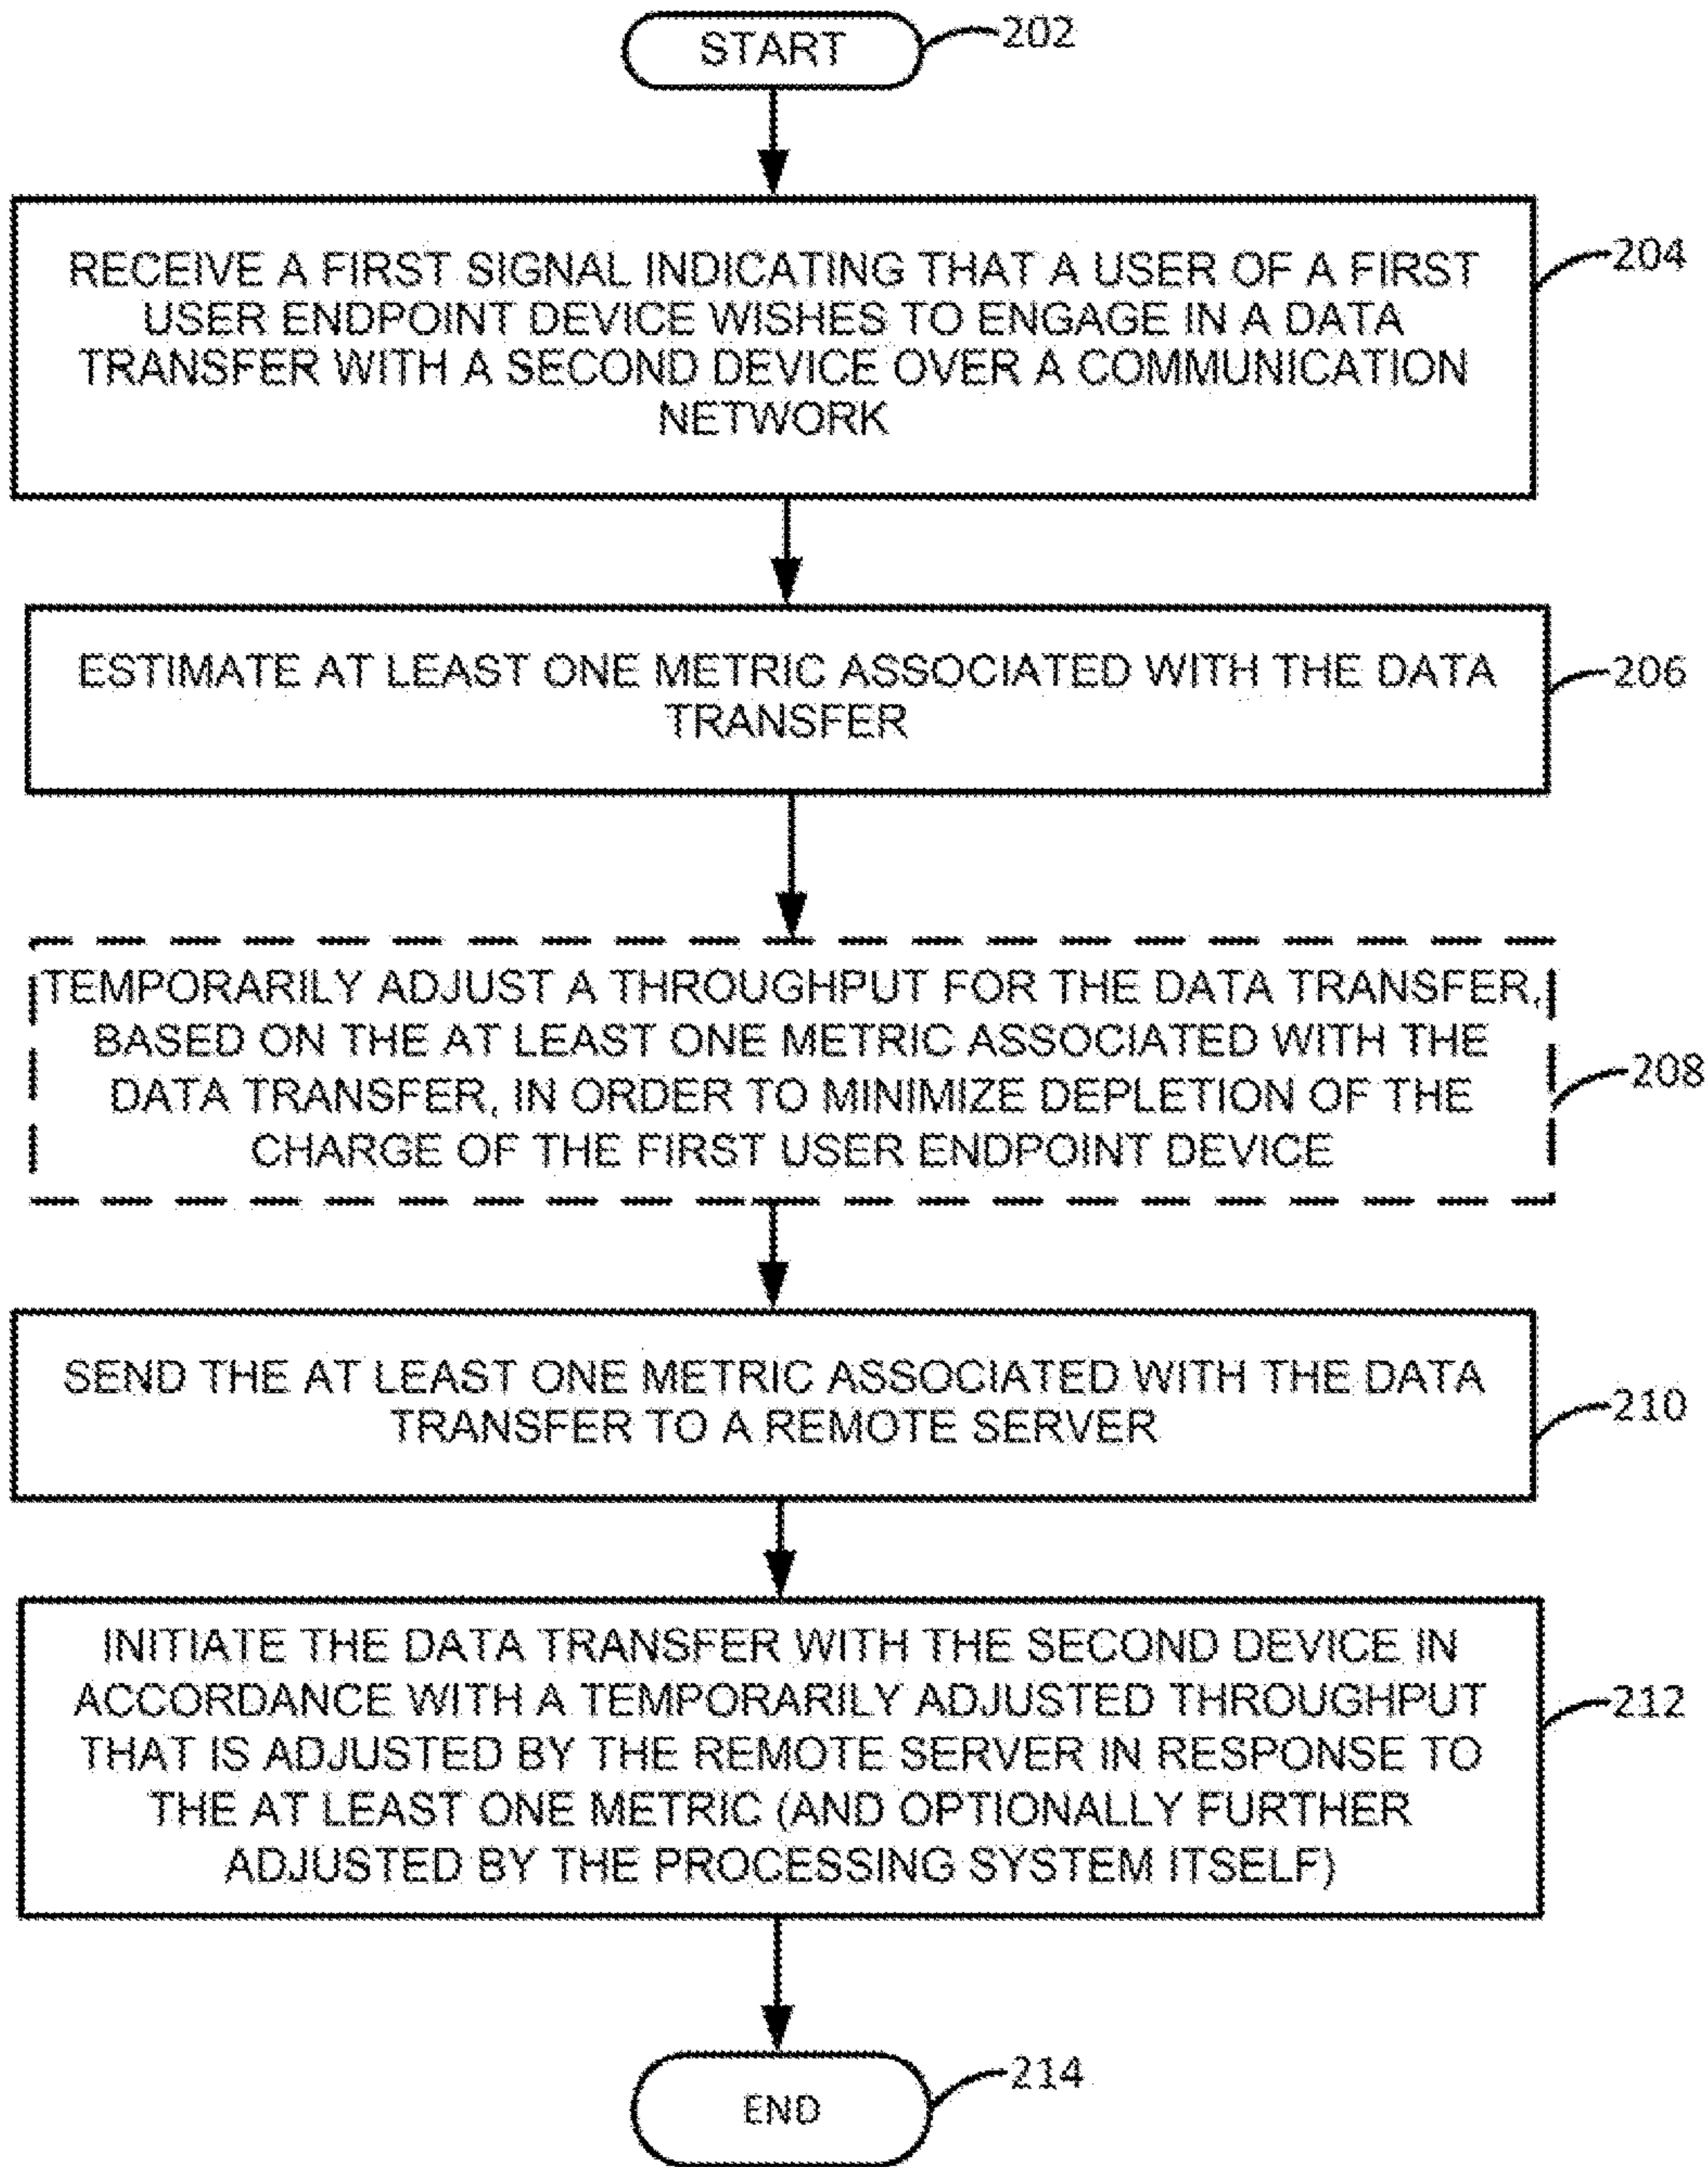 START
202
RECEIVE A FIRST SIGNAL INDICATING THAT A USER OF A FIRST
USER ENDPOINT DEVICE WISHES TO ENGAGE IN A DATA
TRANSFER WITH A SECOND DEVICE OVER A COMMUNICATION
NETWORK
204
ESTIMATE AT LEAST ONE METRIC ASSOCIATED WITH THE DATA
TRANSFER
206
TEMPORARILY ADJUST A THROUGHPUT FOR THE DATA TRANSFER,
BASED ON THE AT LEAST ONE METRIC ASSOCIATED WITH THE
DATA TRANSFER, IN ORDER TO MINIMIZE DEPLETION OF THE
CHARGE OF THE FIRST USER ENDPOINT DEVICE
208
SEND THE AT LEAST ONE METRIC ASSOCIATED WITH THE DATA
TRANSFER TO A REMOTE SERVER
210
INITIATE THE DATA TRANSFER WITH THE SECOND DEVICE IN
ACCORDANCE WITH A TEMPORARILY ADJUSTED THROUGHPUT
THAT IS ADJUSTED BY THE REMOTE SERVER IN RESPONSE TO
THE AT LEAST ONE METRIC (AND OPTIONALLY FURTHER
ADJUSTED BY THE PROCESSING SYSTEM ITSELF)
212
END
214